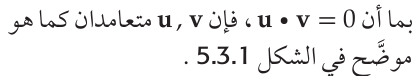 بما أن u • v = 0 ، فإن u , v متعامدان كما هو
موضَّح في الشكل 5.3.1 .